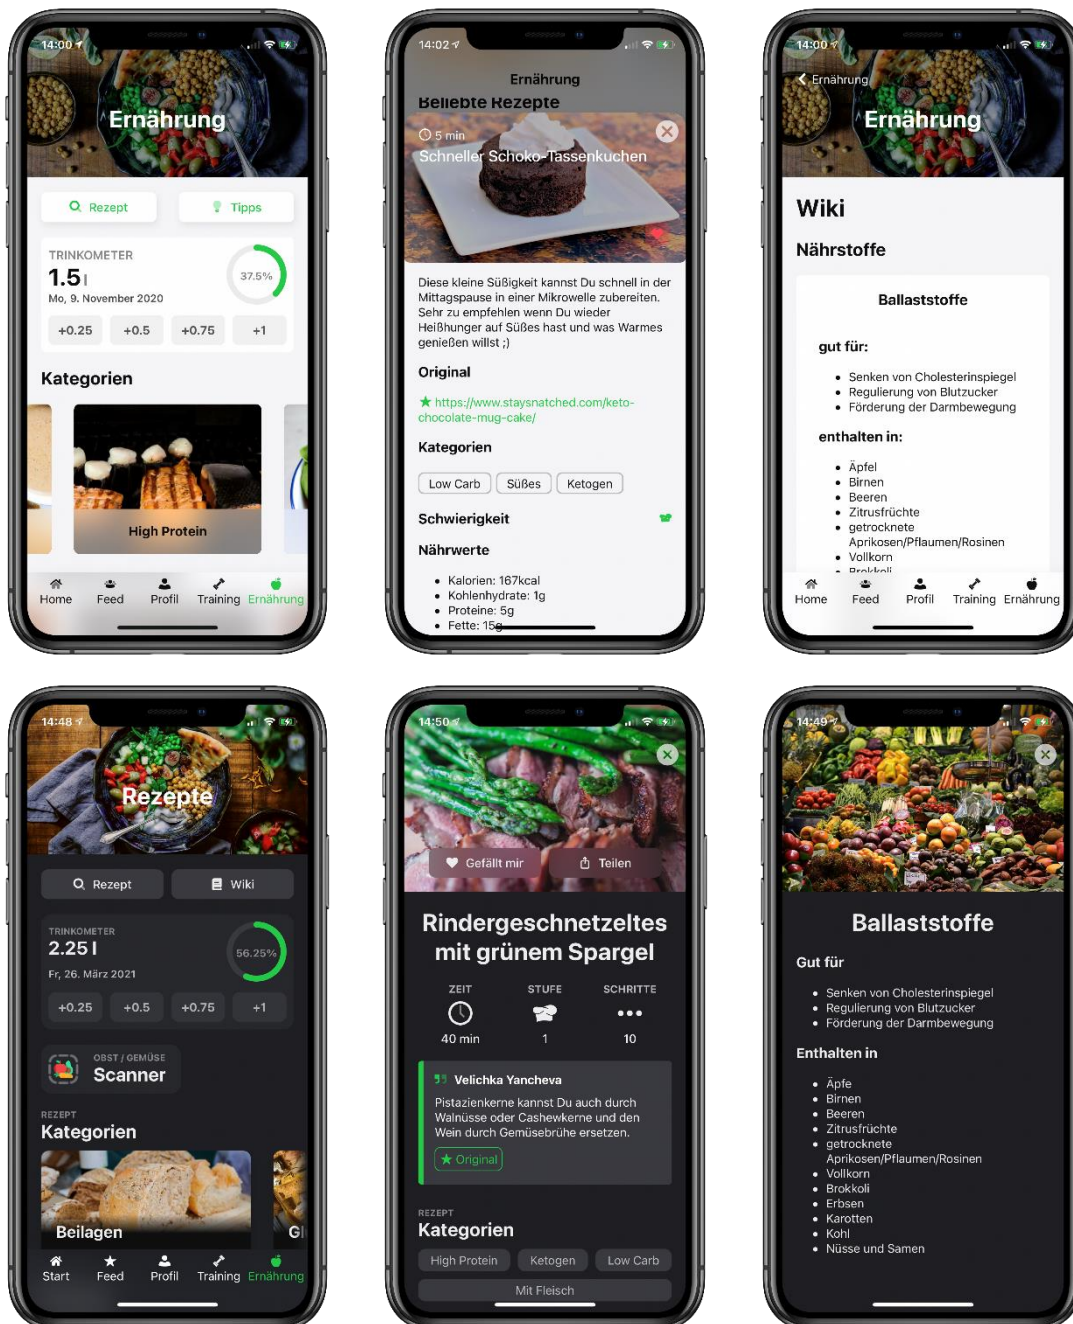 14:00
Ernährung
Rezept
Tipps
TRINKOMETER
1.5 l
37.5%
Mo, 9. November 2020
+0.25
+0.5
+0.75
+1
Kategorien
High Protein
Home
Feed
Profil
Training
Ernährung
14:02
Ernährung
Beliebte Rezepte
5 min
Schneller Schoko-Tassenkuchen
Diese kleine Süßigkeit kannst Du schnell in der
Mittagspause in einer Mikrowelle zubereiten.
Sehr zu empfehlen wenn Du wieder
Heißhunger auf Süßes hast und was Warmes
genießen willst ;)
Original
★ https://www.staysnatched.com/keto-
chocolate-mug-cake/
Kategorien
Low Carb
Süßes
Ketogen
Schwierigkeit
Nährwerte
• Kalorien: 167kcal
• Kohlenhydrate: 1g
• Proteine: 5g
• Fette: 15g
14:00
Ernährung
Ernährung
Wiki
Nährstoffe
Ballaststoffe
gut für:
• Senken von Cholesterinspiegel
• Regulierung von Blutzucker
• Förderung der Darmbewegung
enthalten in:
• Äpfel
• Birnen
• Beeren
• Zitrusfrüchte
• getrocknete
Aprikosen/Pflaumen/Rosinen
• Vollkorn
• Brokkoli
Home
Feed
Profil
Training
Ernährung
14:48
Rezepte
Rezept
Wiki
TRINKOMETER
2.25 l
56.25%
Fr, 26. März 2021
+0.25
+0.5
+0.75
+1
OBST / GEMÜSE
Scanner
REZEPT
Kategorien
Beilagen
Gl
Start
Feed
Profil
Training
Ernährung
14:50
Gefällt mir
Teilen
Rindergeschnetzeltes
mit grünem Spargel
ZEIT
STUFE
SCHRITTE
40 min
1
10
Velichka Yancheva
Pistazienkerne kannst Du auch durch
Walnüsse oder Cashewkerne und den
Wein durch Gemüsebrühe ersetzen.
★ Original
REZEPT
Kategorien
High Protein
Ketogen
Low Carb
Mit Fleisch
14:49
Ballaststoffe
Gut für
• Senken von Cholesterinspiegel
• Regulierung von Blutzucker
• Förderung der Darmbewegung
Enthalten in
• Äpfe
• Birnen
• Beeren
• Zitrusfrüchte
• getrocknete
Aprikosen/Pflaumen/Rosinen
• Vollkorn
• Brokkoli
• Erbsen
• Karotten
• Kohl
• Nüsse und Samen